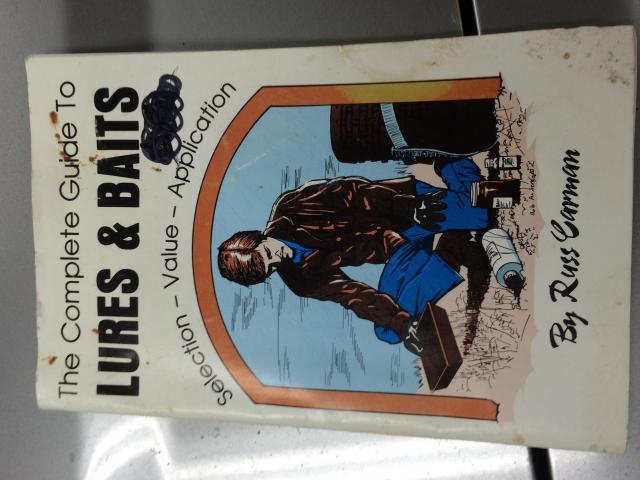 The Complete Guide To
LURES & BAITS
Selection - Value - Application
By Russ Carman